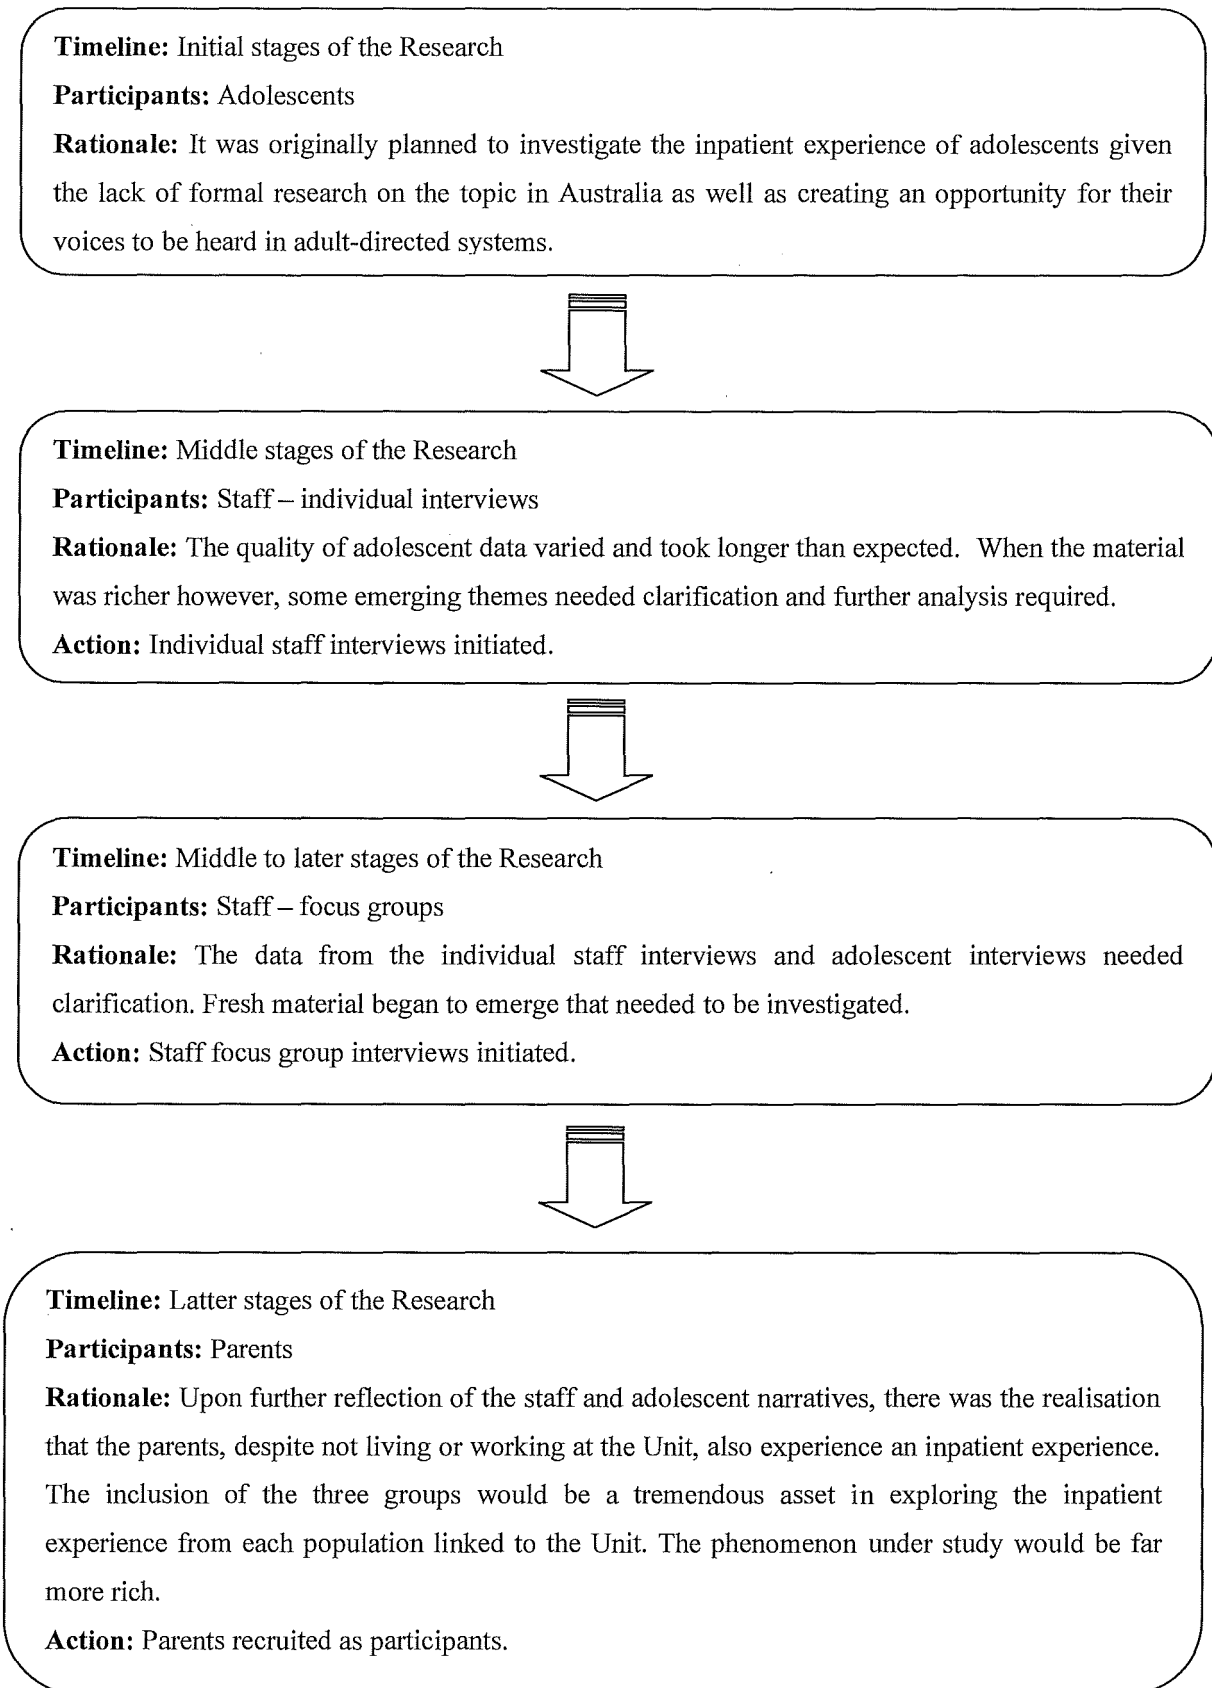 Timeline: Initial stages of the Research
Participants: Adolescents
Rationale: It was originally planned to investigate the inpatient experience of adolescents given
the lack of formal research on the topic in Australia as well as creating an opportunity for their
voices to be heard in adult-directed systems.
Timeline: Middle stages of the Research
Participants: Staff – individual interviews
Rationale: The quality of adolescent data varied and took longer than expected. When the material
was richer however, some emerging themes needed clarification and further analysis required.
Action: Individual staff interviews initiated.
Timeline: Middle to later stages of the Research
Participants: Staff – focus groups
Rationale: The data from the individual staff interviews and adolescent interviews needed
clarification. Fresh material began to emerge that needed to be investigated.
Action: Staff focus group interviews initiated.
Timeline: Latter stages of the Research
Participants: Parents
Rationale: Upon further reflection of the staff and adolescent narratives, there was the realisation
that the parents, despite not living or working at the Unit, also experience an inpatient experience.
The inclusion of the three groups would be a tremendous asset in exploring the inpatient
experience from each population linked to the Unit. The phenomenon under study would be far
more rich.
Action: Parents recruited as participants.